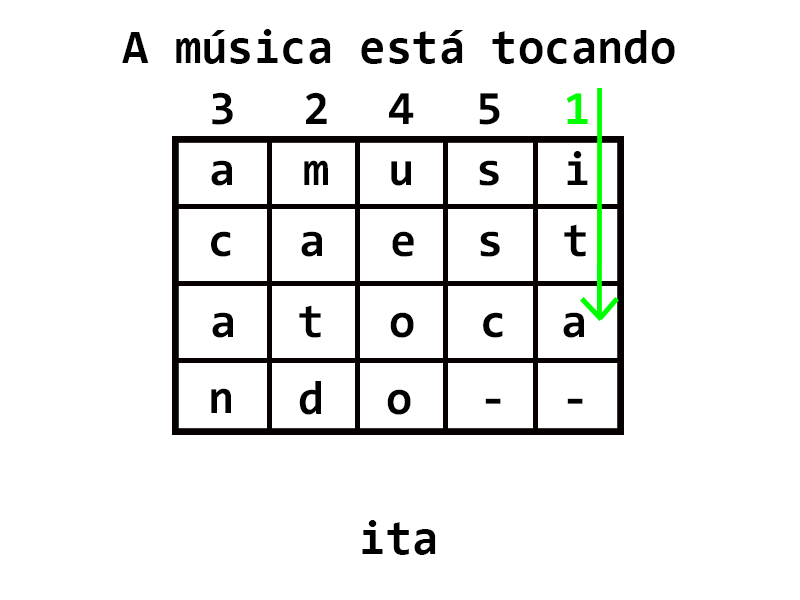 A música está tocando
3 2 4 5 1
a m u s i
c a e s t
a t o c a
n d o - -
ita